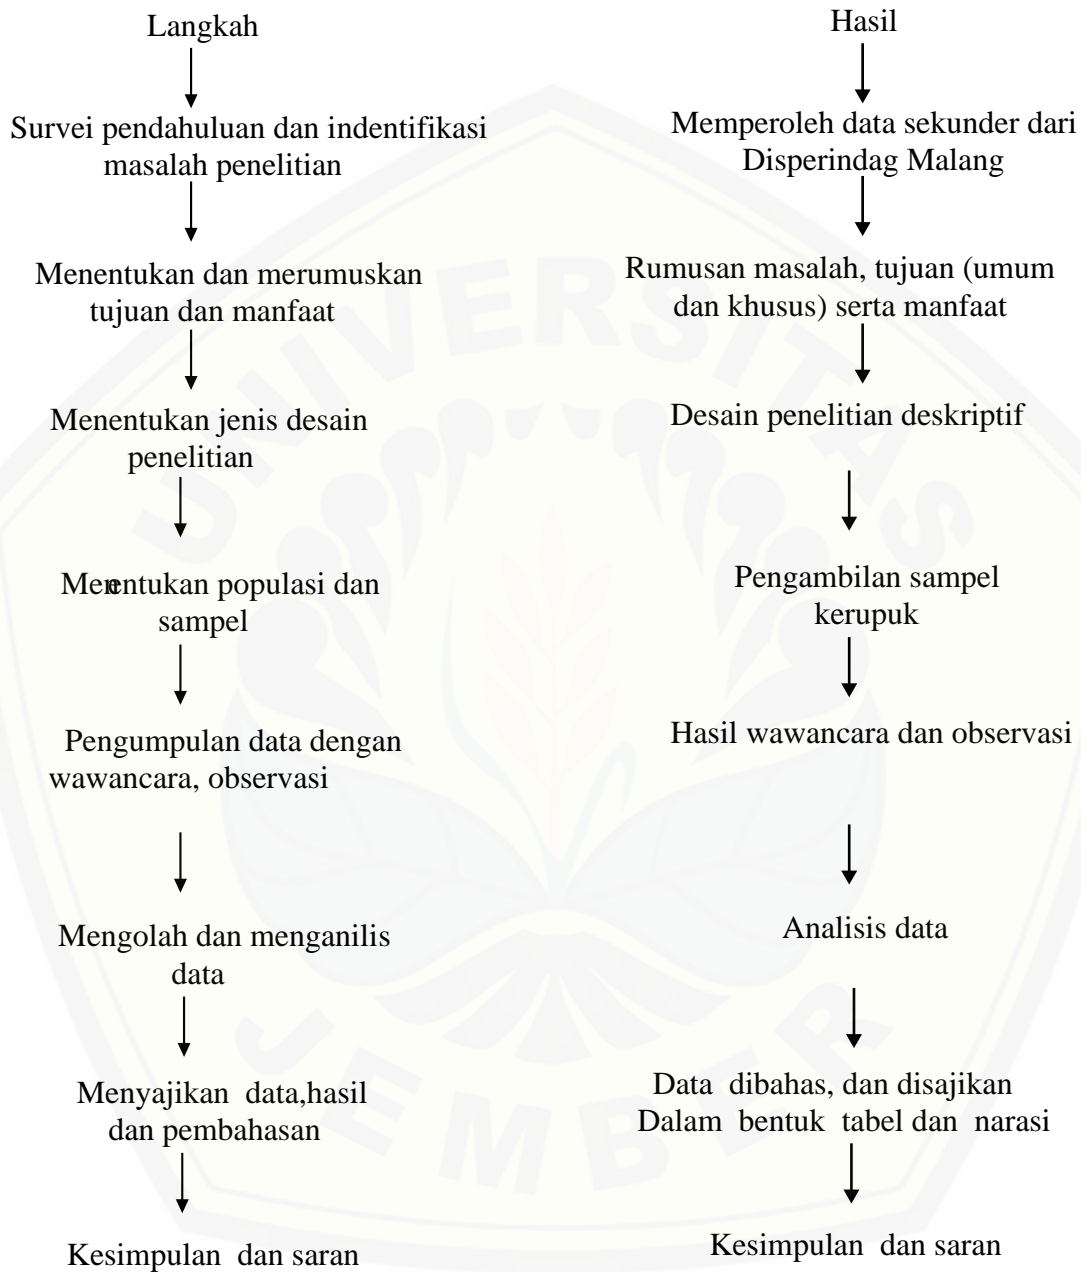 Langkah
Survei pendahuluan dan indentifikasi
masalah penelitian
Menentukan dan merumuskan
tujuan dan manfaat
Menentukan jenis desain
penelitian
Menentukan populasi dan
sampel
Pengumpulan data dengan
wawancara, observasi
Mengolah dan menganilis
data
Menyajikan data,hasil
dan pembahasan
Kesimpulan dan saran
Hasil
Memperoleh data sekunder dari
Disperindag Malang
Rumusan masalah, tujuan (umum
dan khusus) serta manfaat
Desain penelitian deskriptif
Pengambilan sampel
kerupuk
Hasil wawancara dan observasi
Analisis data
Data dibahas, dan disajikan
Dalam bentuk tabel dan narasi
Kesimpulan dan saran
UNIVERSITAS
JEMBER